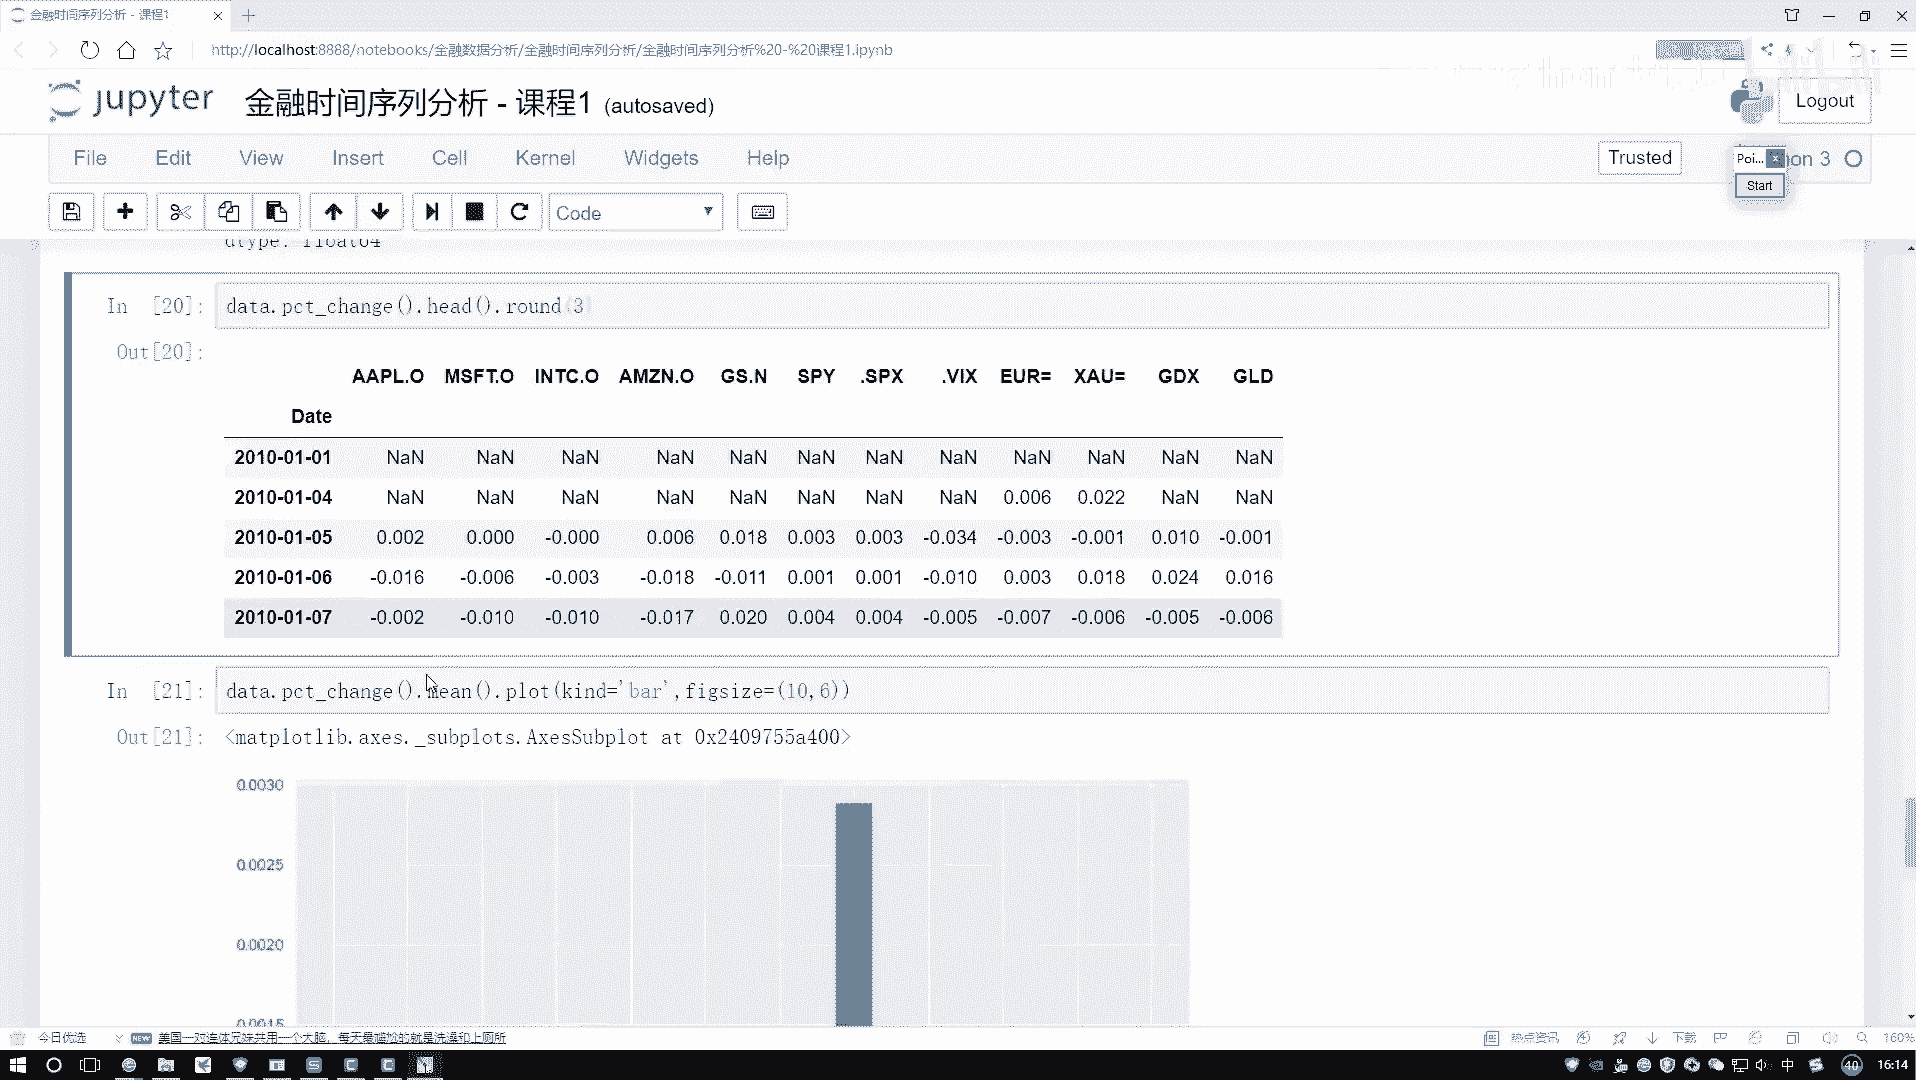 金融时间序列分析 - 课程1
http://localhost:8888/notebooks/金融数据分析/金融时间序列分析/金融时间序列分析%20-%20课程1.ipynb
jupyter 金融时间序列分析 - 课程1 (autosaved)
Logout
File Edit View Insert Cell Kernel Widgets Help
Trusted
Poi... x hon 3
Start
Code
dtype: float64
In [20]: data.pct_change().head().round(3)
Out[20]:
AAPL.O MSFT.O INTC.O AMZN.O GS.N SPY .SPX .VIX EUR= XAU= GDX GLD
Date
2010-01-01 NaN NaN NaN NaN NaN NaN NaN NaN NaN NaN NaN NaN
2010-01-04 NaN NaN NaN NaN NaN NaN NaN NaN 0.006 0.022 NaN NaN
2010-01-05 0.002 0.000 -0.000 0.006 0.018 0.003 0.003 -0.034 -0.003 -0.001 0.010 -0.001
2010-01-06 -0.016 -0.006 -0.003 -0.018 -0.011 0.001 0.001 -0.010 0.003 0.018 0.024 0.016
2010-01-07 -0.002 -0.010 -0.010 -0.017 0.020 0.004 0.004 -0.005 -0.007 -0.006 -0.005 -0.006
In [21]: data.pct_change().mean().plot(kind='bar',figsize=(10,6))
Out[21]: <matplotlib.axes._subplots.AxesSubplot at 0x2409755a400>
0.0030
0.0025
0.0020
0.0015
今日优选 NEW 美国一对连体兄妹共用一个大脑，每天最尴尬的就是洗澡和上厕所
热点资讯 下载 160%
中 40 16:14